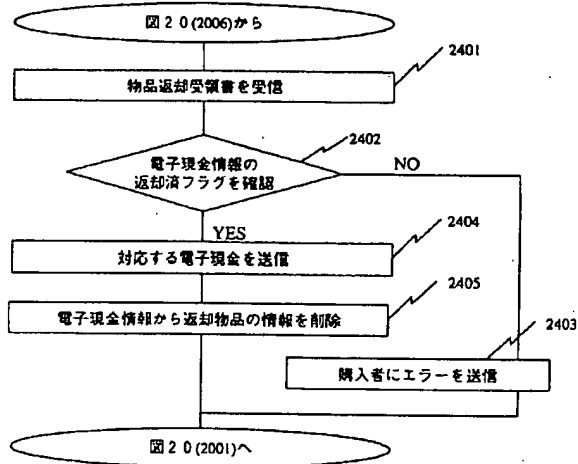 図20(2006)から
2401
物品返却受領書を受信
2402
電子現金情報の
返却済フラグを確認
NO
YES
2404
対応する電子現金を送信
2405
電子現金情報から返却物品の情報を削除
2403
購入者にエラーを送信
図20(2001)へ